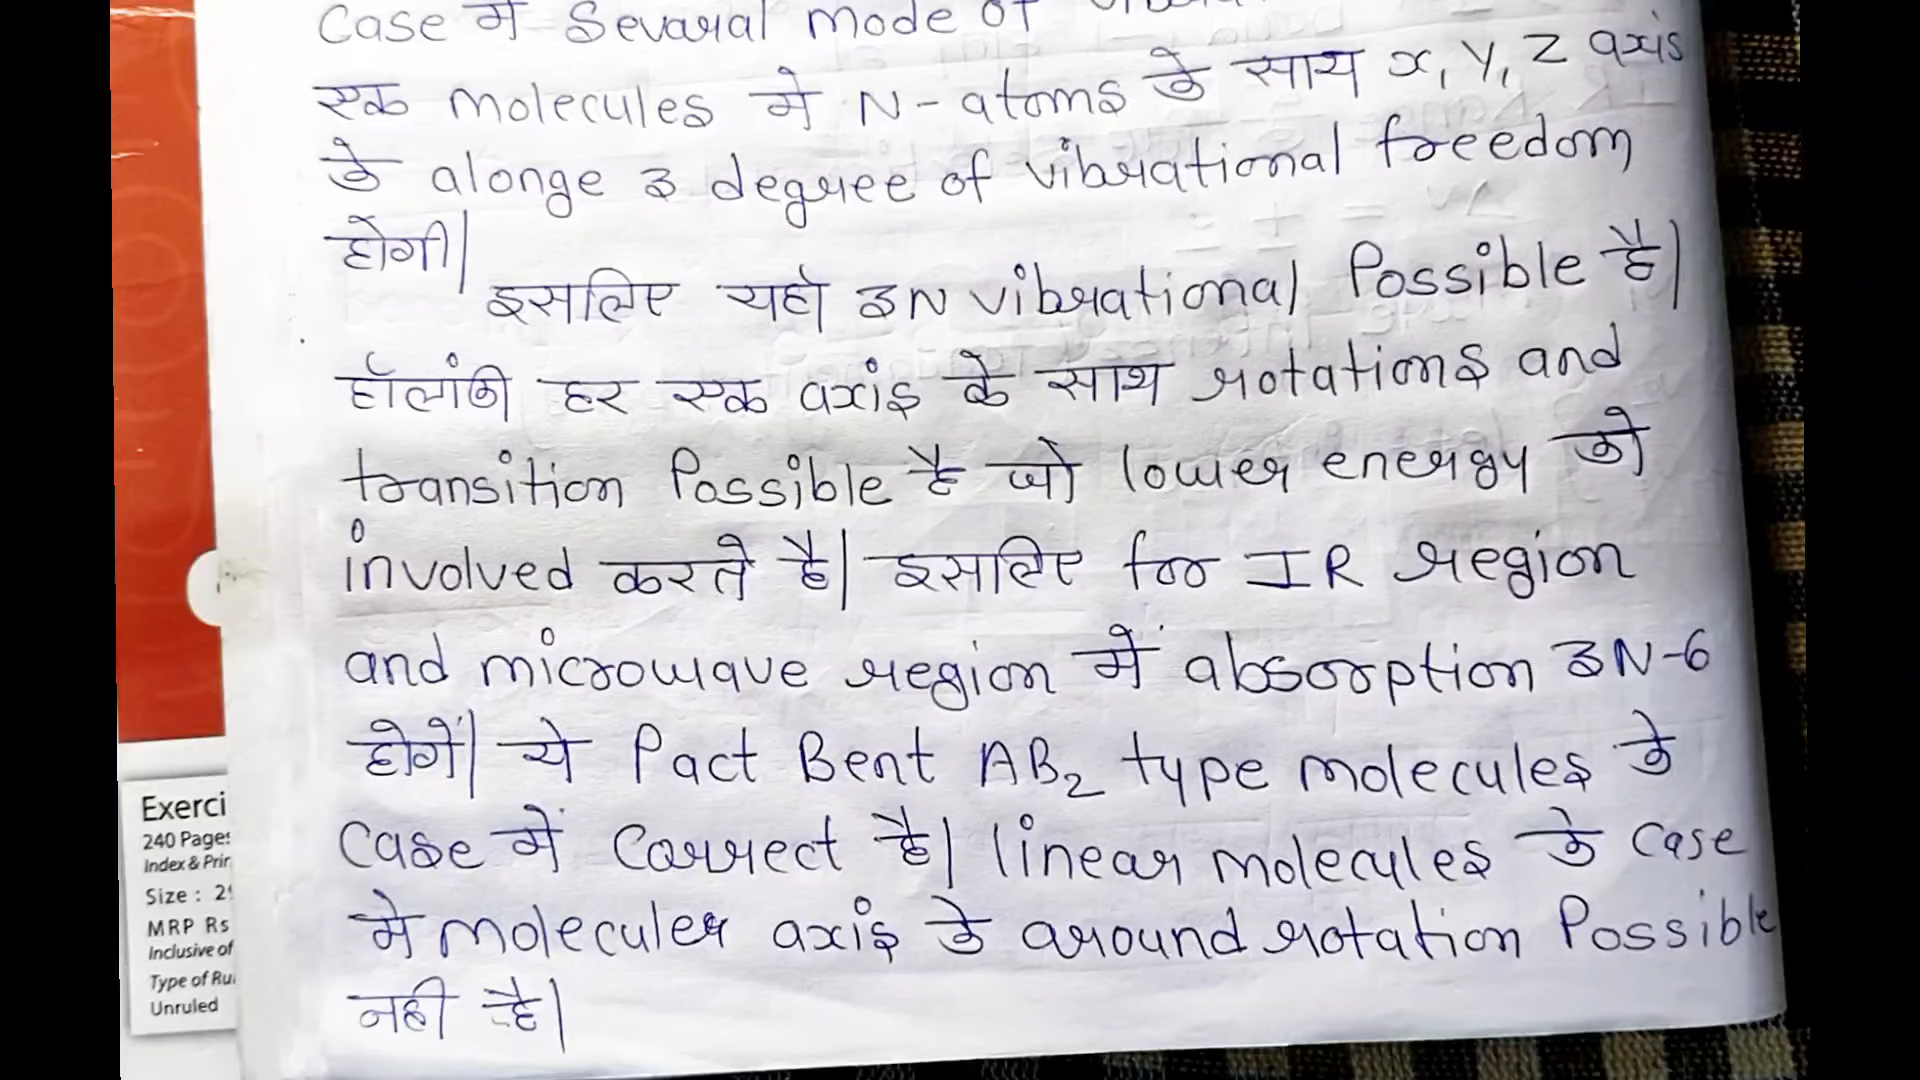 Case में Sevaral mode of
एक molecules मे N-atoms के साथ x, y, z axis
के alonge 3 degree of vibrational freedom
होगी।
इसलिए यहाँ 3N vibrational Possible है।
हॉलांकी हर एक axis के साथ rotations and
transition Possible है जो lower energy को
involved करते है। इसलिए for IR region
and microwave region में absorption 3N-6
होगें। ये Pact Bent AB₂ type molecules के
Case में Correct है। linear molecules के case
मे moleculer axis के around rotation Possible
नही है।
Exerci
240 Pages
Index & Prin
Size : 2
MRP Rs
Inclusive of
Type of Ru
Unruled